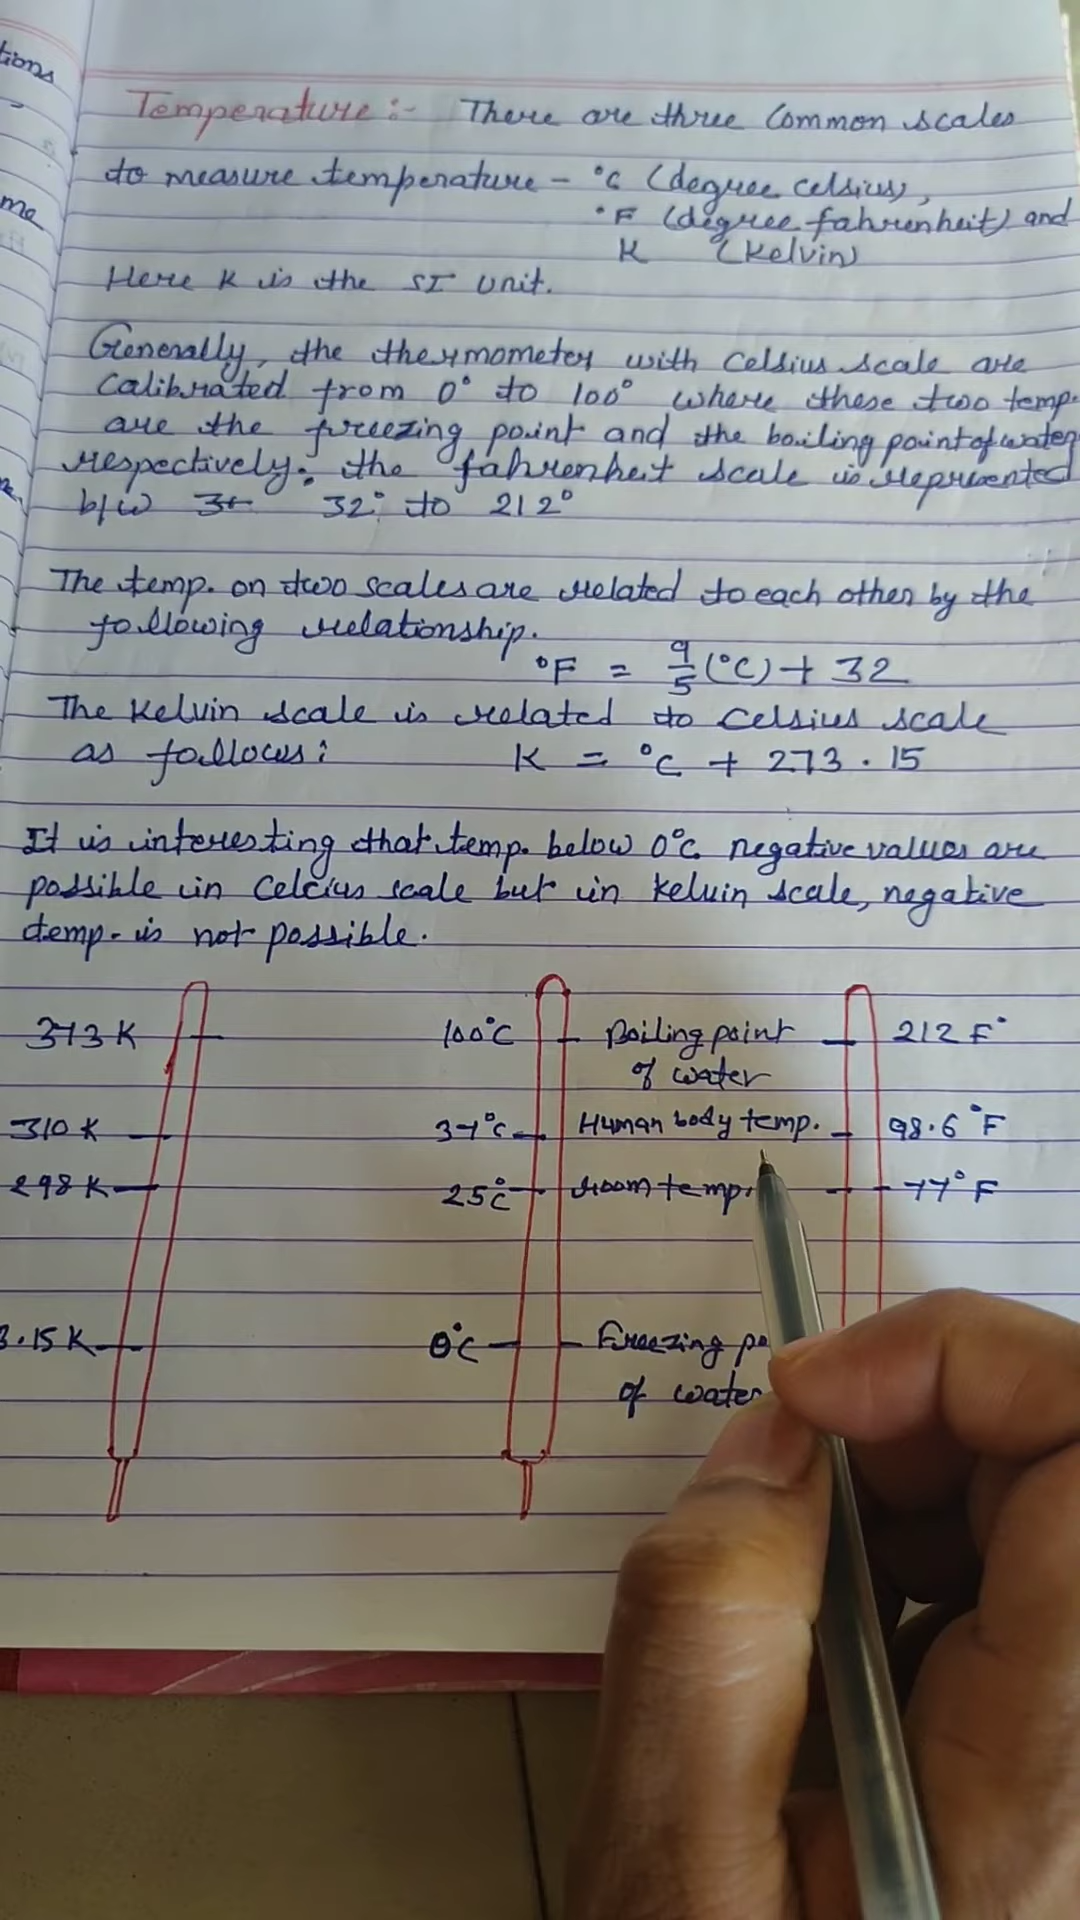 tions
me
Temperature :- There are three Common scales
to measure temperature - °C (degree celsius),
°F (degree fahrenheit) and
K (Kelvin)
Here K is the SI unit.
Generally, the thermometer with Celsius scale are
Calibrated from 0° to 100° where these two temp.
are the freezing point and the boiling point of water
respectively. the fahrenheit scale is represented
b/w 32° to 212°
The temp. on two scales are related to each other by the
following relationship.
°F = 9/5 (°C) + 32
The Kelvin scale is related to Celsius scale
as follows: K = °C + 273.15
It is interesting that temp. below 0°C negative values are
possible in Celcius scale but in Kelvin scale, negative
temp. is not possible.
373 K 100°C Boiling point 212 F°
of water
310 K 37°C Human body temp. 98.6 °F
298 K 25°C room temp. 77°F
3.15 K 0°C Freezing po
of water